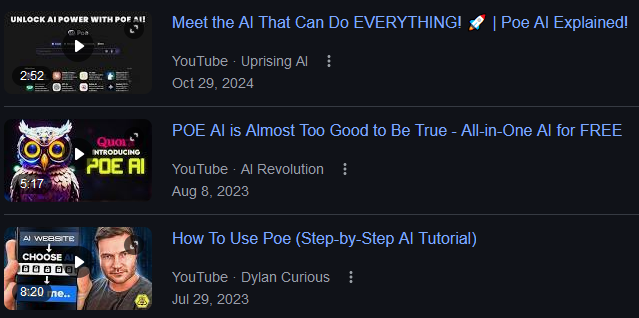 UNLOCK AI POWER WITH POE AI!
Poe
2:52
Meet the AI That Can Do EVERYTHING! 🚀 | Poe AI Explained!
YouTube · Uprising AI
Oct 29, 2024
Quora
INTRODUCING
POE AI
5:17
POE AI is Almost Too Good to Be True - All-in-One AI for FREE
YouTube · AI Revolution
Aug 8, 2023
AI WEBSITE
CHOOSE AI
me..
8:20
How To Use Poe (Step-by-Step AI Tutorial)
YouTube · Dylan Curious
Jul 29, 2023